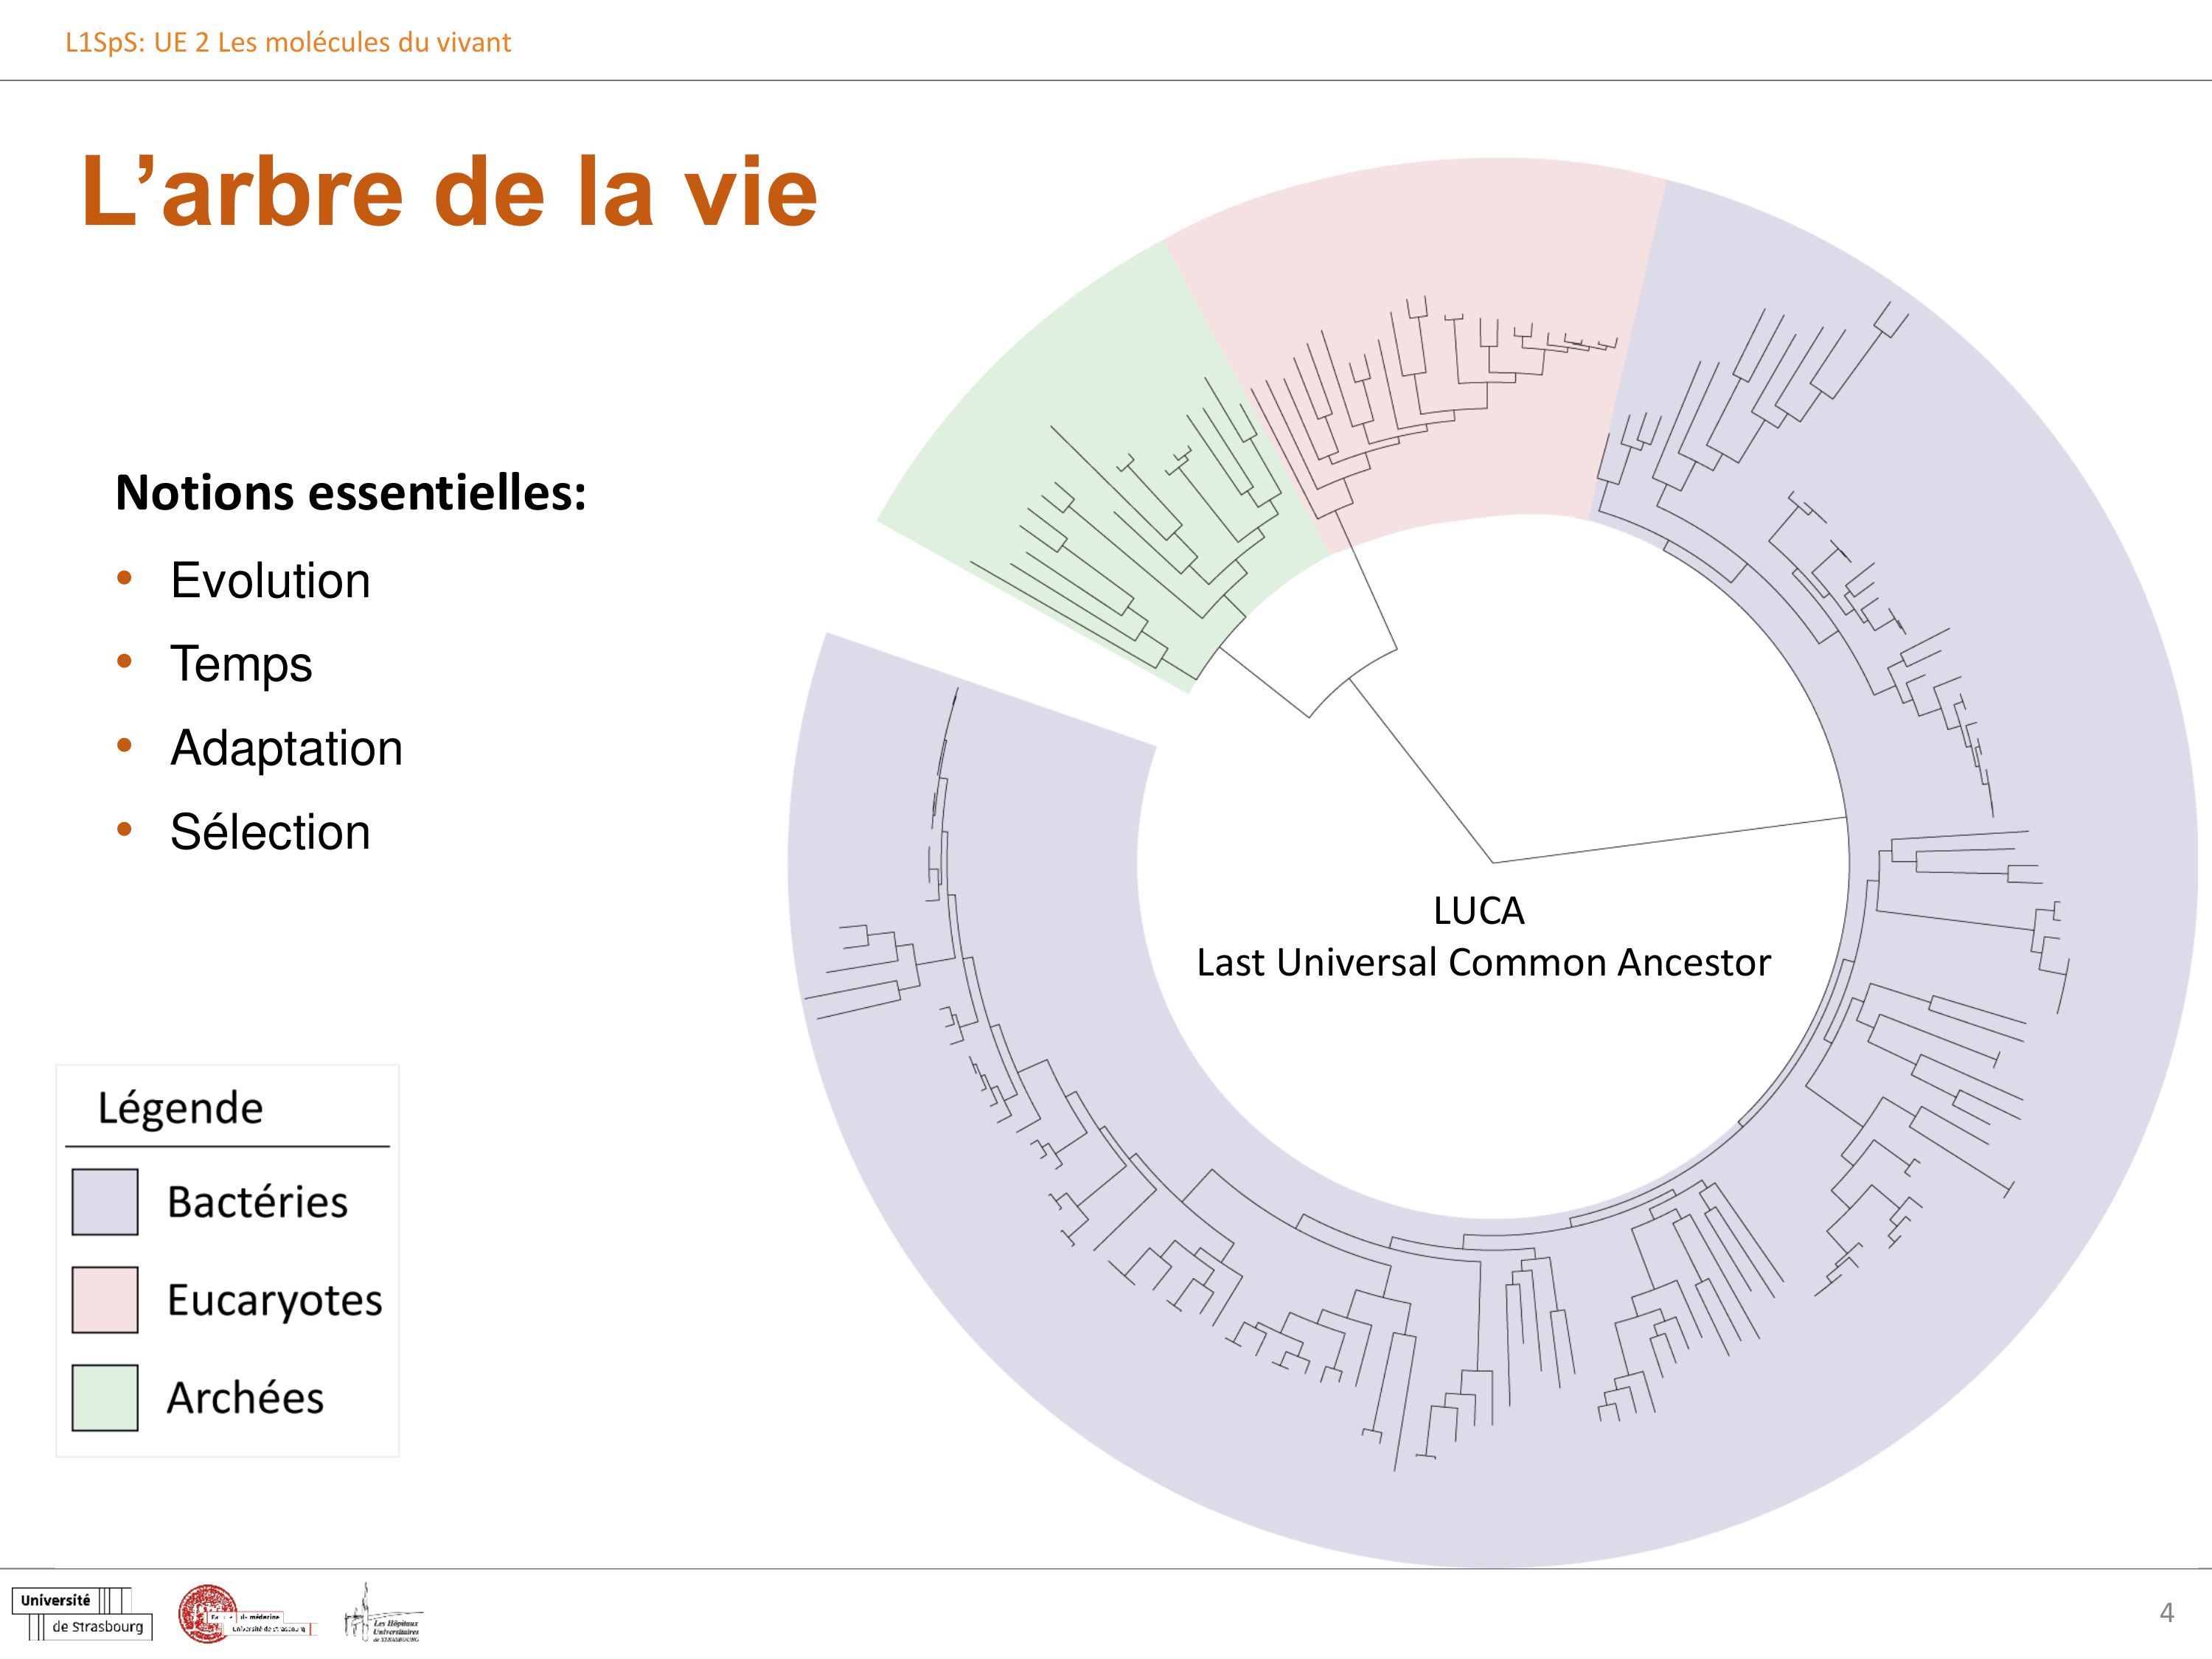 L1SpS: UE 2 Les molécules du vivant
L’arbre de la vie
Notions essentielles:
• Evolution
• Temps
• Adaptation
• Sélection
LUCA
Last Universal Common Ancestor
Légende
Bactéries
Eucaryotes
Archées
Université
de Strasbourg
de médecine
Université de Strasbourg
Les Hôpitaux
Universitaires
de STRASBOURG
4